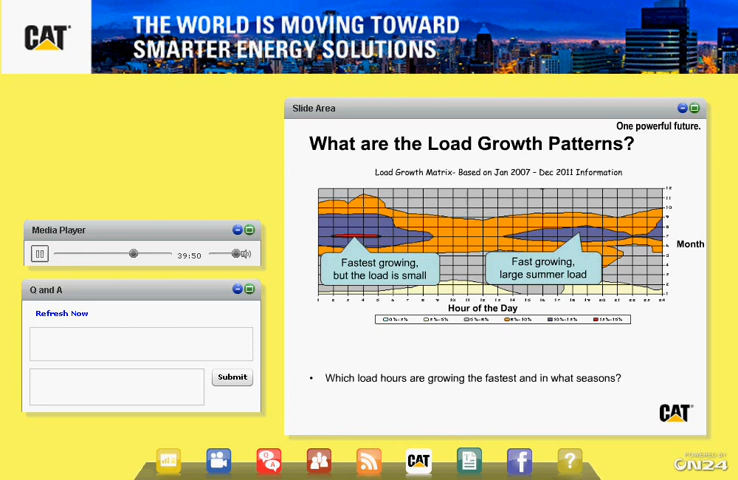 CAT
THE WORLD IS MOVING TOWARD
SMARTER ENERGY SOLUTIONS
Slide Area
One powerful future.
What are the Load Growth Patterns?
Load Growth Matrix- Based on Jan 2007 – Dec 2011 Information
Media Player
39:50
Month
Fastest growing,
but the load is small
Fast growing,
large summer load
Q and A
Refresh Now
Hour of the Day
Submit
• Which load hours are growing the fastest and in what seasons?
CAT
Q
A
CAT
f
?
POWERED BY
ON24